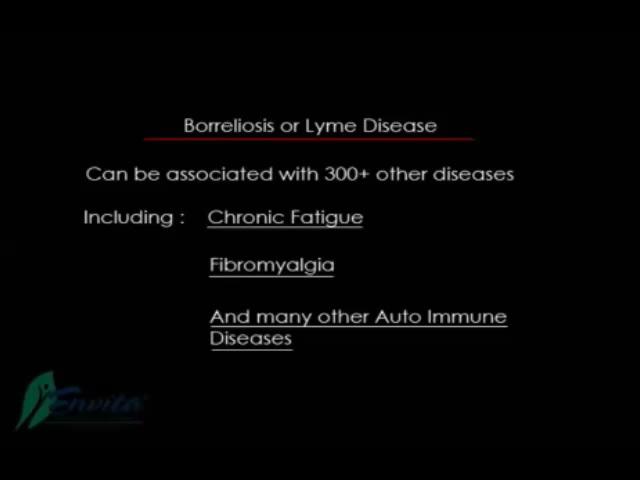 Borreliosis or Lyme Disease
Can be associated with 300+ other diseases
Including : Chronic Fatigue
Fibromyalgia
And many other Auto Immune
Diseases
Envita